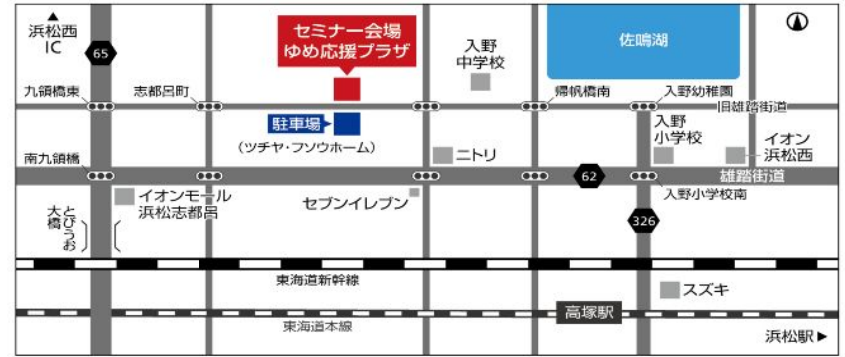 浜松西
IC
65
セミナー会場
ゆめ応援プラザ
入野
中学校
佐鳴湖
九領橋東
志都呂町
帰帆橋南
入野幼稚園
旧雄踏街道
駐車場
(ツチヤ・フソウホーム)
入野
小学校
イオン
浜松西
南九領橋
ニトリ
62
雄踏街道
イオンモール
浜松志都呂
セブンイレブン
入野小学校南
とびうお
大橋
326
東海道新幹線
スズキ
高塚駅
東海道本線
浜松駅▶